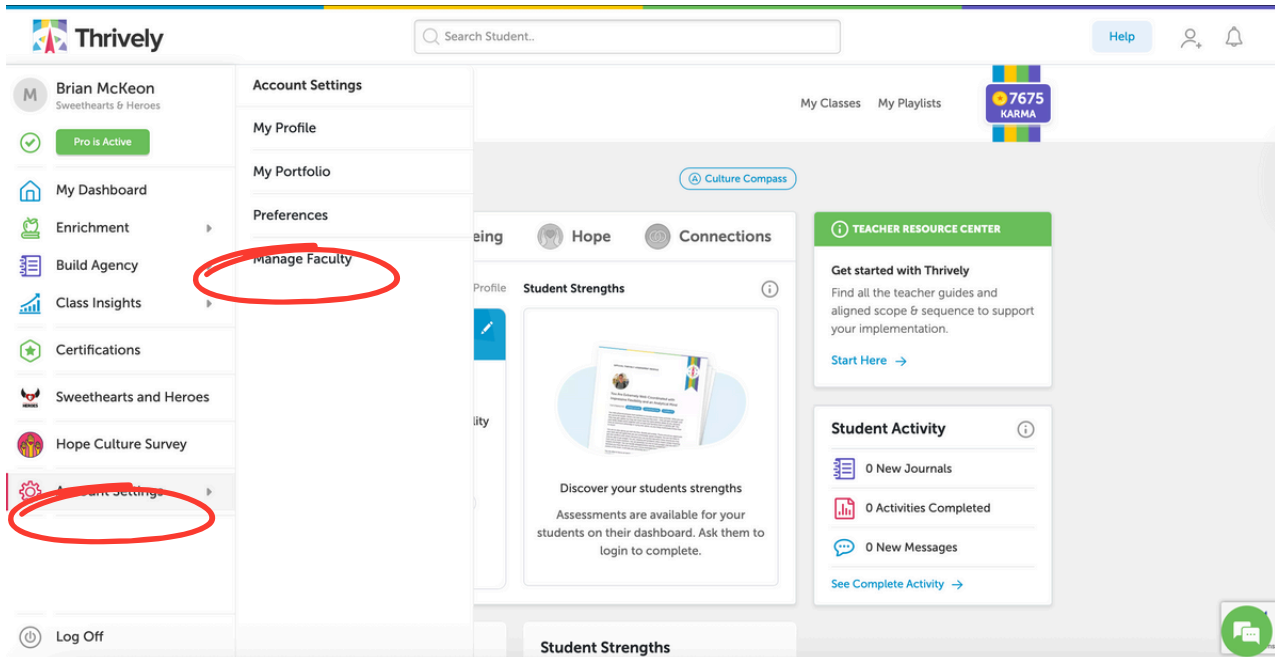 Thrively
Search Student..
Help
M
Brian McKeon
Sweethearts & Heroes
Pro is Active
My Dashboard
Enrichment
Build Agency
Class Insights
Certifications
Sweethearts and Heroes
HEROES
Hope Culture Survey
Account Settings
Log Off
Account Settings
My Profile
My Portfolio
Preferences
Manage Faculty
My Classes My Playlists
7675
KARMA
Culture Compass
eing
Hope
Connections
Profile
Student Strengths
lity
Discover your students strengths
Assessments are available for your
students on their dashboard. Ask them to
login to complete.
Student Strengths
TEACHER RESOURCE CENTER
Get started with Thrively
Find all the teacher guides and
aligned scope & sequence to support
your implementation.
Start Here →
Student Activity
0 New Journals
0 Activities Completed
0 New Messages
See Complete Activity →